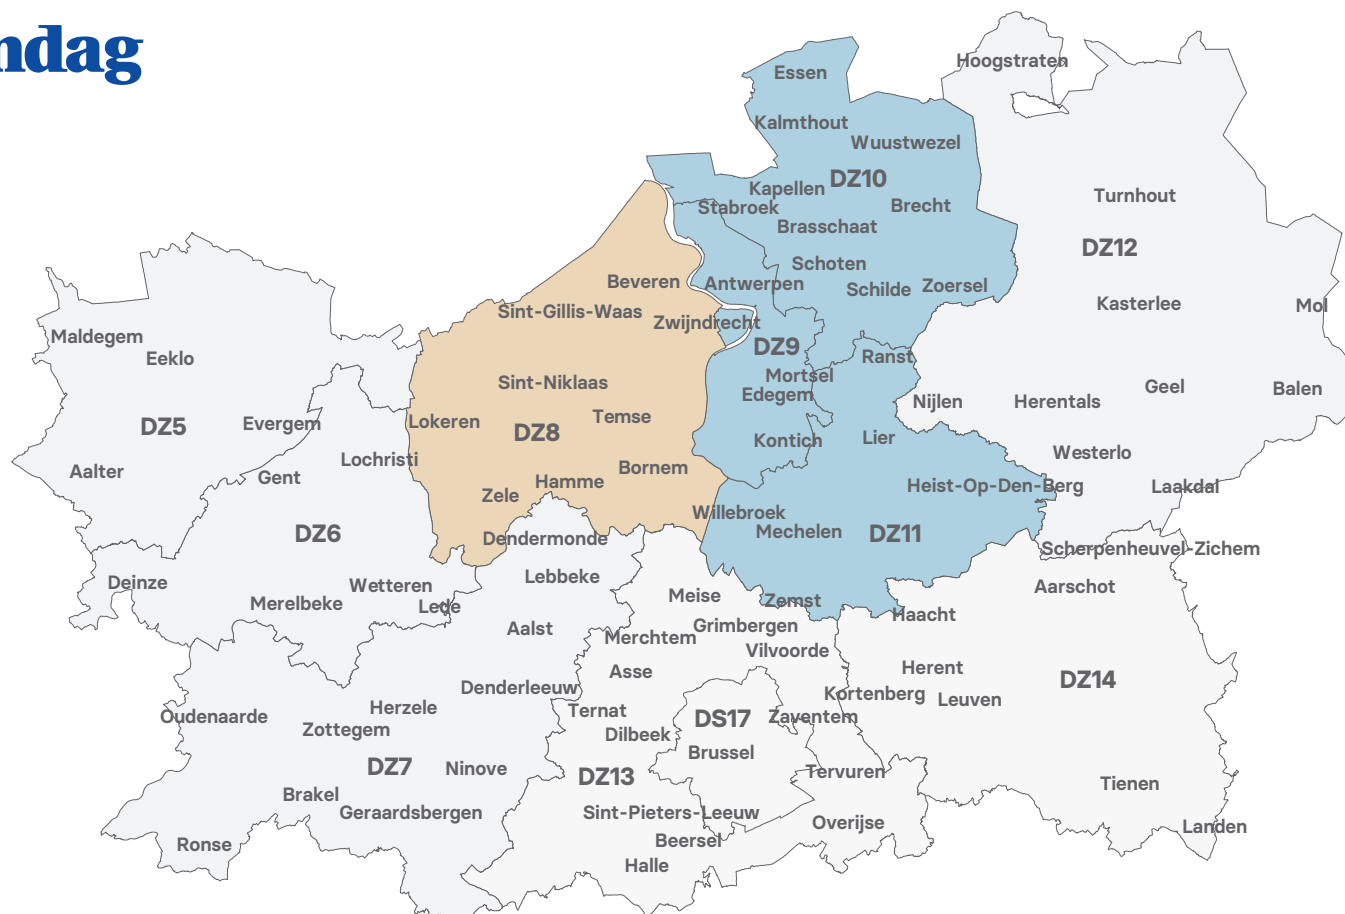 ndag
Hoogstraten
Essen
Kalmthout
Wuustwezel
DZ10
Kapellen
Turnhout
Stabroek
Brecht
Brasschaat
DZ12
Schoten
Beveren
Antwerpen
Schilde
Zoersel
Kasterlee
Mol
Sint-Gillis-Waas
Zwijndrecht
Maldegem
DZ9
Eeklo
Ranst
Mortsel
Sint-Niklaas
Geel
Balen
Edegem
Nijlen
Herentals
Temse
Lokeren
Evergem
DZ5
DZ8
Lier
Kontich
Westerlo
Lochristi
Bornem
Aalter
Gent
Hamme
Heist-Op-Den-Berg
Laakdal
Zele
Willebroek
Mechelen
DZ11
DZ6
Dendermonde
Scherpenheuvel-Zichem
Lebbeke
Deinze
Wetteren
Aarschot
Meise
Zemst
Merelbeke
Lede
Haacht
Aalst
Grimbergen
Merchtem
Vilvoorde
Herent
Asse
DZ14
Denderleeuw
Kortenberg
Leuven
Herzele
Ternat
Oudenaarde
DS17
Zaventem
Zottegem
Dilbeek
Brussel
DZ7
Ninove
Tervuren
DZ13
Tienen
Brakel
Geraardsbergen
Sint-Pieters-Leeuw
Overijse
Landen
Ronse
Beersel
Halle